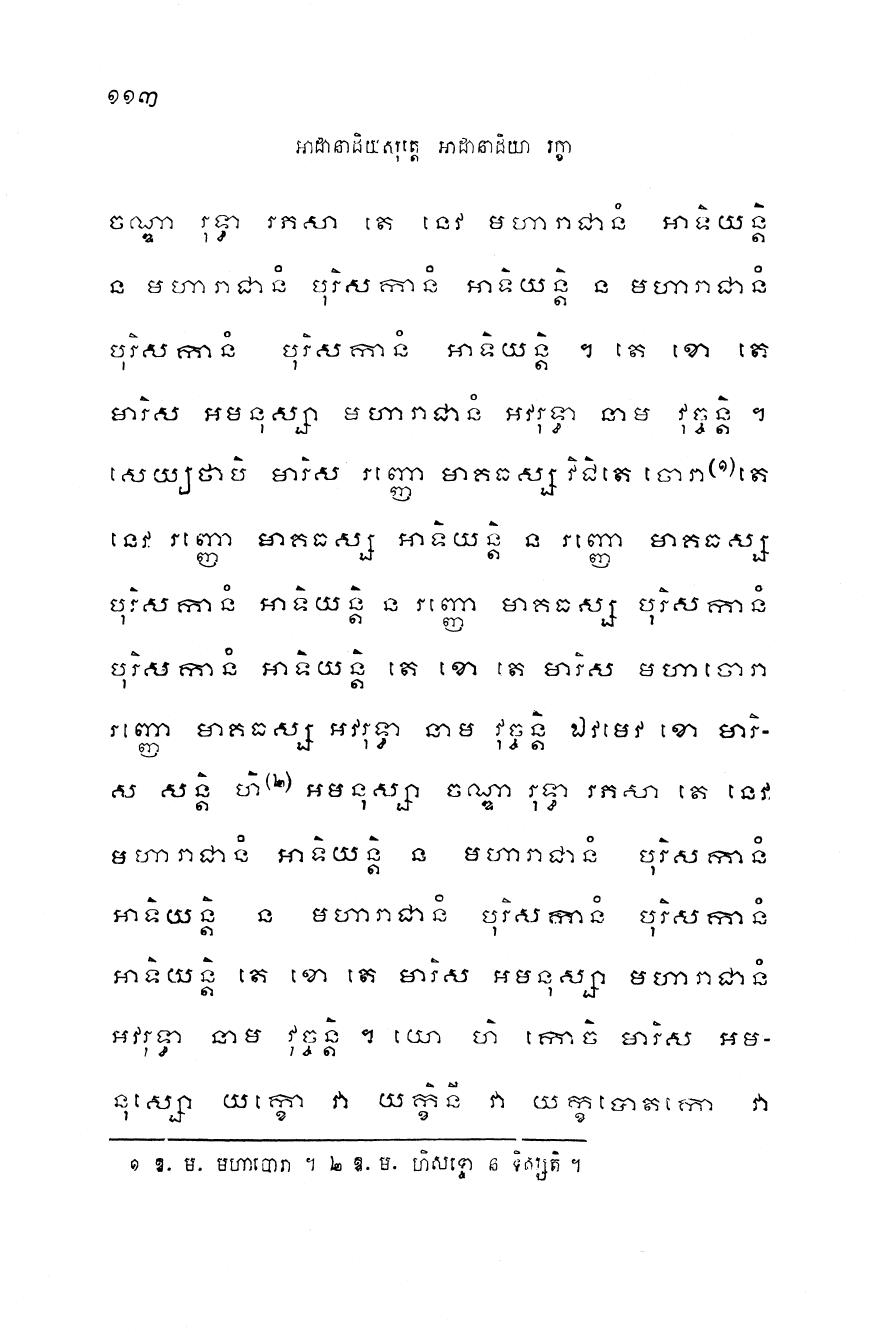 ១១៣
អាដានាដិយសុត្តេ អាដានាដិយា រក្ខា
ចណ្ឌា រុទ្ធា រភសា តេ នេវ មហារាជានំ អាទិយន្តិ
ន មហារាជានំ បុរិសកានំ អាទិយន្តិ ន មហារាជានំ
បុរិសកានំ បុរិសកានំ អាទិយន្តិ ។ តេ ខោ តេ
មារិស អមនុស្សា មហារាជានំ អវរុទ្ធា នាម វុច្ចន្តិ ។
សេយ្យថាបិ មារិស រញ្ញោ មាគធស្ស វិជិតេ ចោរា(១)តេ
នេវ រញ្ញោ មាគធស្ស អាទិយន្តិ ន រញ្ញោ មាគធស្ស
បុរិសកានំ អាទិយន្តិ ន រញ្ញោ មាគធស្ស បុរិសកានំ
បុរិសកានំ អាទិយន្តិ តេ ខោ តេ មារិស មហាចោរា
រញ្ញោ មាគធស្ស អវរុទ្ធា នាម វុច្ចន្តិ ឯវមេវ ខោ មារិ-
ស សន្តិ ហិ(២) អមនុស្សា ចណ្ឌា រុទ្ធា រភសា តេ នេវ
មហារាជានំ អាទិយន្តិ ន មហារាជានំ បុរិសកានំ
អាទិយន្តិ ន មហារាជានំ បុរិសកានំ បុរិសកានំ
អាទិយន្តិ តេ ខោ តេ មារិស អមនុស្សា មហារាជានំ
អវរុទ្ធា នាម វុច្ចន្តិ ។ យោ ហិ កោចិ មារិស អម-
នុស្សោ យក្ខោ វា យក្ខិនី វា យក្ខបោតកោ វា
១ ឱ. ម. មហាចោរា ។ ២ ឱ. ម. ហិសទ្ទោ ន ទិស្សតិ ។